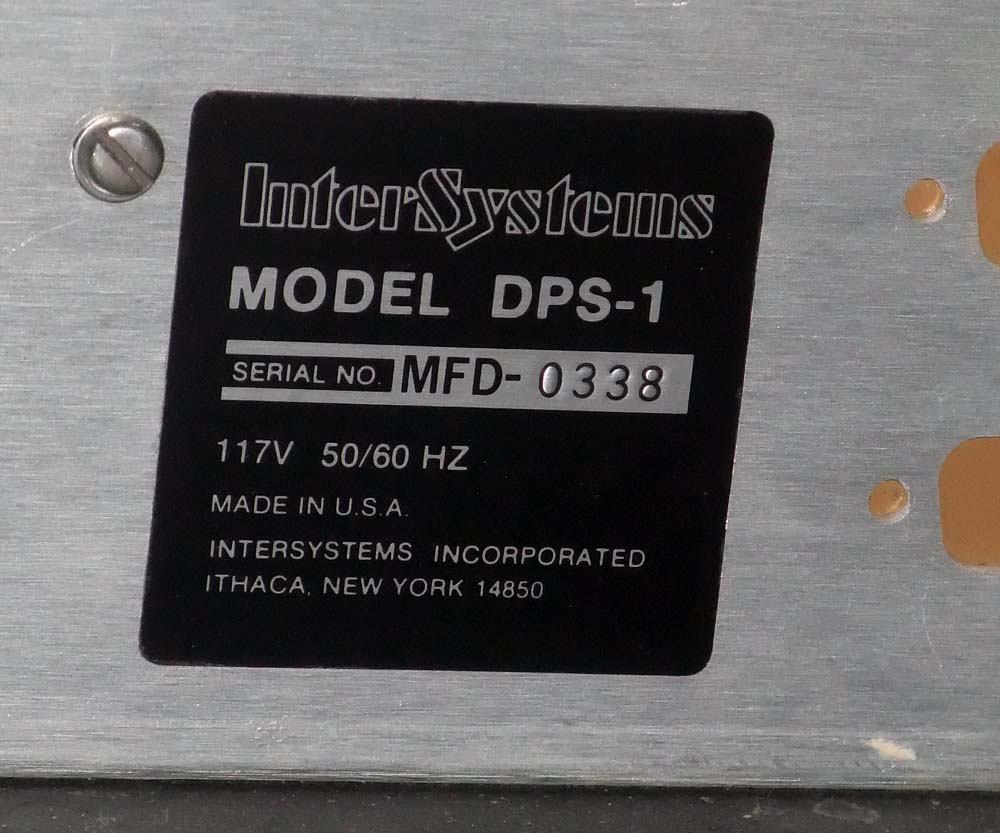 InterSystems
MODEL DPS-1
SERIAL NO. MFD- 0338
117V 50/60 HZ
MADE IN U.S.A.
INTERSYSTEMS INCORPORATED
ITHACA, NEW YORK 14850